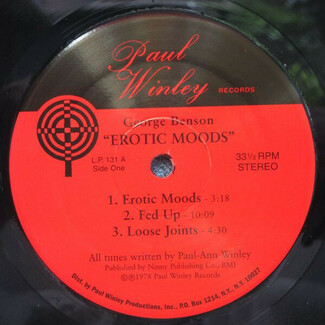 Paul
Winley RECORDS
George Benson
"EROTIC MOODS"
L.P. 131 A
Side One
33⅓ RPM
STEREO
1. Erotic Moods - 3:18
2. Fed Up - 10:09
3. Loose Joints - 4:30
All tunes written by Paul-Ann Winley
Published by Ninny Publishing Co., BMI
©℗1978 Paul Winley Records
Dist. by Paul Winley Productions, Inc., P.O. Box 1234, N.Y. N.Y. 10027